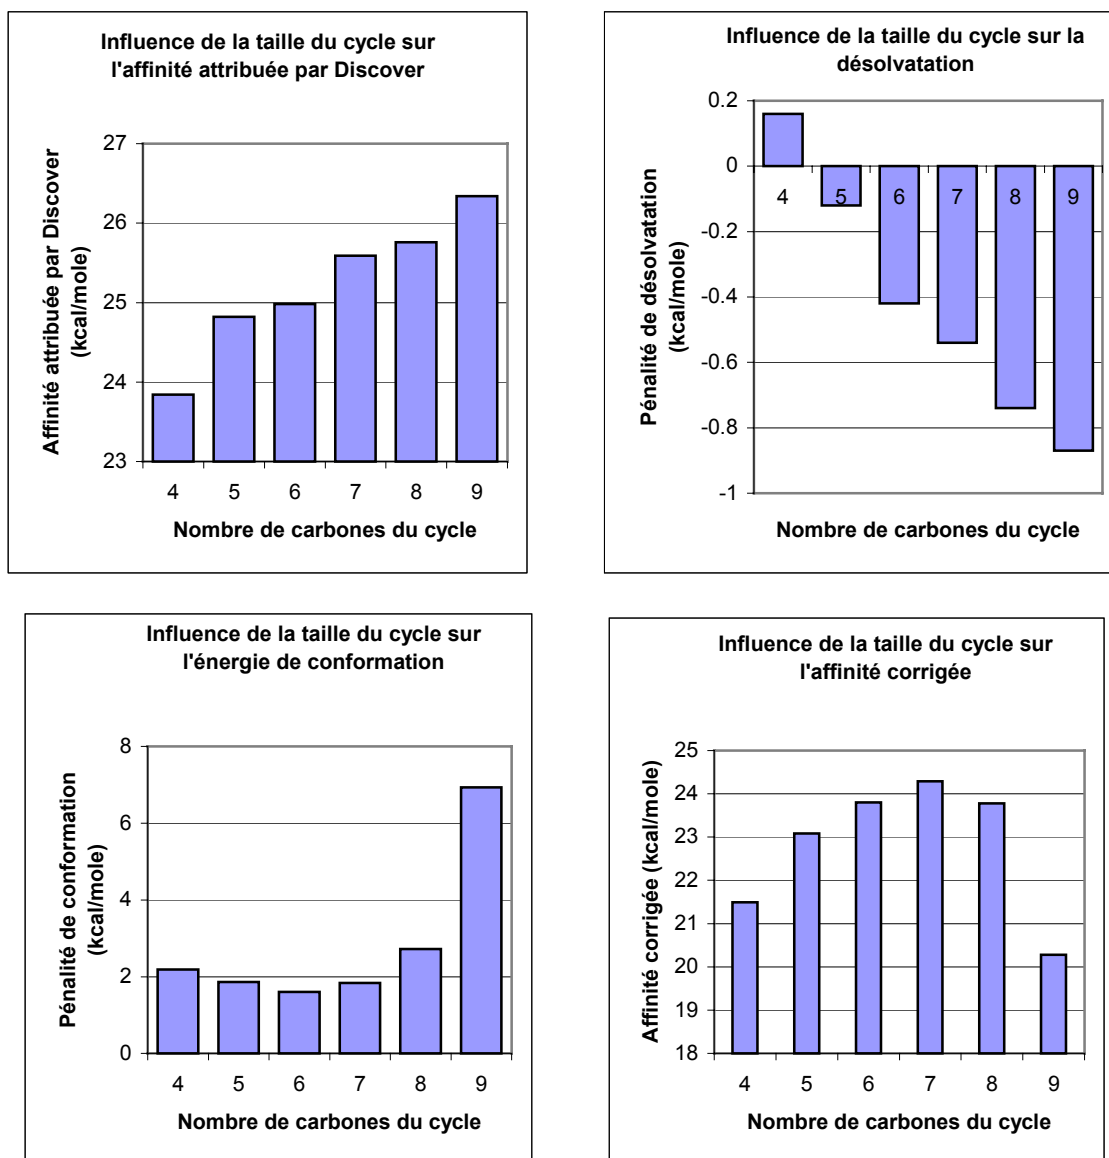 Influence de la taille du cycle sur
l'affinité attribuée par Discover
Affinité attribuée par Discover
(kcal/mole)
27
26
25
24
23
4 5 6 7 8 9
Nombre de carbones du cycle
Influence de la taille du cycle sur la
désolvatation
Pénalité de désolvatation
(kcal/mole)
0.2
0
-0.2
-0.4
-0.6
-0.8
-1
4 5 6 7 8 9
Nombre de carbones du cycle
Influence de la taille du cycle sur
l'énergie de conformation
Pénalité de conformation
(kcal/mole)
8
6
4
2
0
4 5 6 7 8 9
Nombre de carbones du cycle
Influence de la taille du cycle sur
l'affinité corrigée
Affinité corrigée (kcal/mole)
25
24
23
22
21
20
19
18
4 5 6 7 8 9
Nombre de carbones du cycle